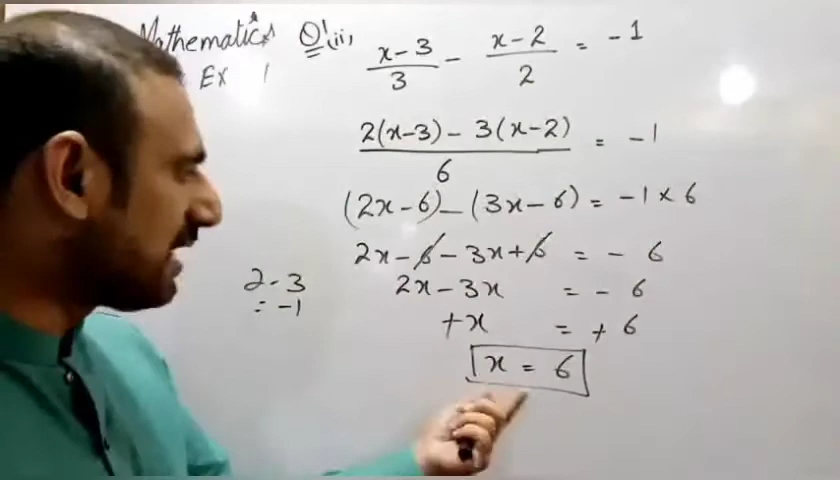 Mathematics Q1(ii)
Ex 1
x-3/3 - x-2/2 = -1
2(x-3) - 3(x-2)/6 = -1
(2x-6) - (3x-6) = -1 × 6
2x - 6 - 3x + 6 = - 6
2x - 3x = - 6
+x = + 6
x = 6
2-3
= -1